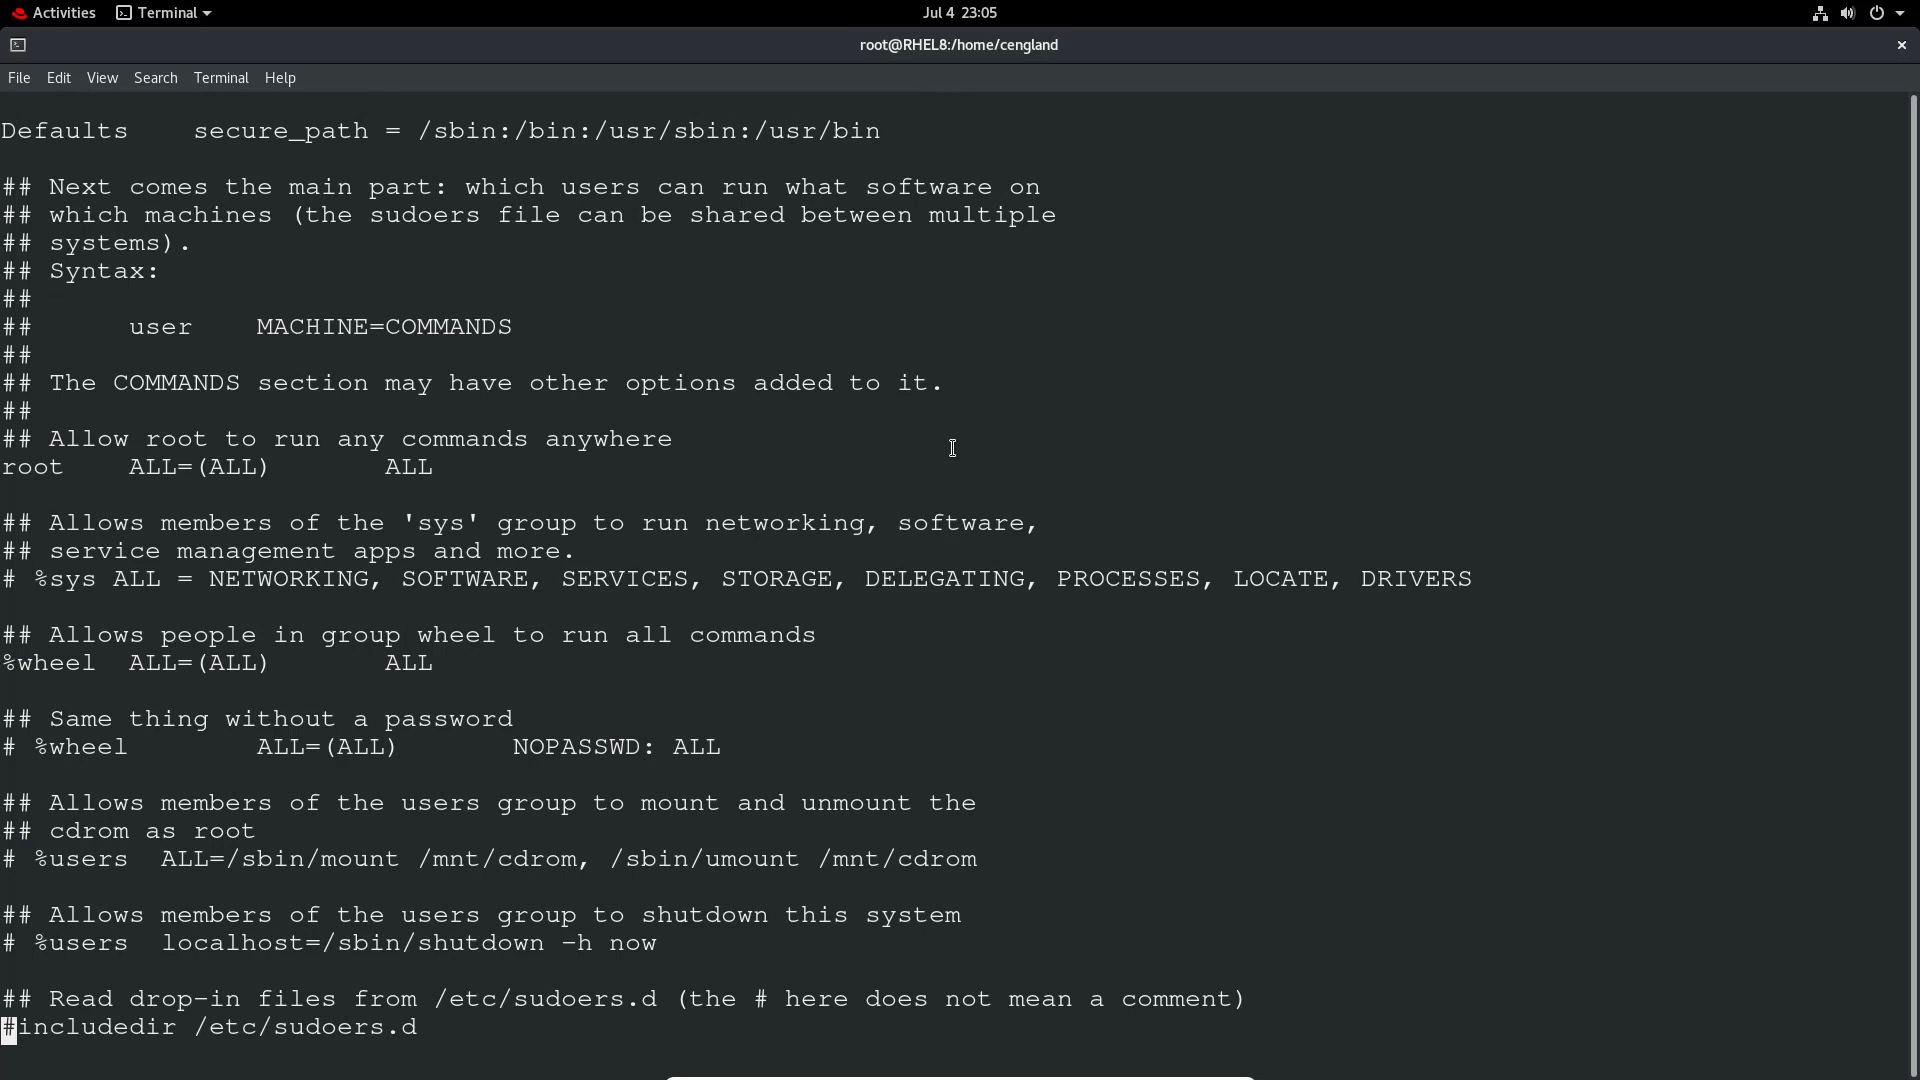 Activities Terminal Jul 4 23:05
root@RHEL8:/home/cengland
File Edit View Search Terminal Help
Defaults    secure_path = /sbin:/bin:/usr/sbin:/usr/bin
## Next comes the main part: which users can run what software on
## which machines (the sudoers file can be shared between multiple
## systems).
## Syntax:
##
##      user    MACHINE=COMMANDS
##
## The COMMANDS section may have other options added to it.
##
## Allow root to run any commands anywhere
root    ALL=(ALL)       ALL
## Allows members of the 'sys' group to run networking, software,
## service management apps and more.
# %sys ALL = NETWORKING, SOFTWARE, SERVICES, STORAGE, DELEGATING, PROCESSES, LOCATE, DRIVERS
## Allows people in group wheel to run all commands
%wheel  ALL=(ALL)       ALL
## Same thing without a password
# %wheel        ALL=(ALL)       NOPASSWD: ALL
## Allows members of the users group to mount and unmount the
## cdrom as root
# %users  ALL=/sbin/mount /mnt/cdrom, /sbin/umount /mnt/cdrom
## Allows members of the users group to shutdown this system
# %users  localhost=/sbin/shutdown -h now
## Read drop-in files from /etc/sudoers.d (the # here does not mean a comment)
#includedir /etc/sudoers.d